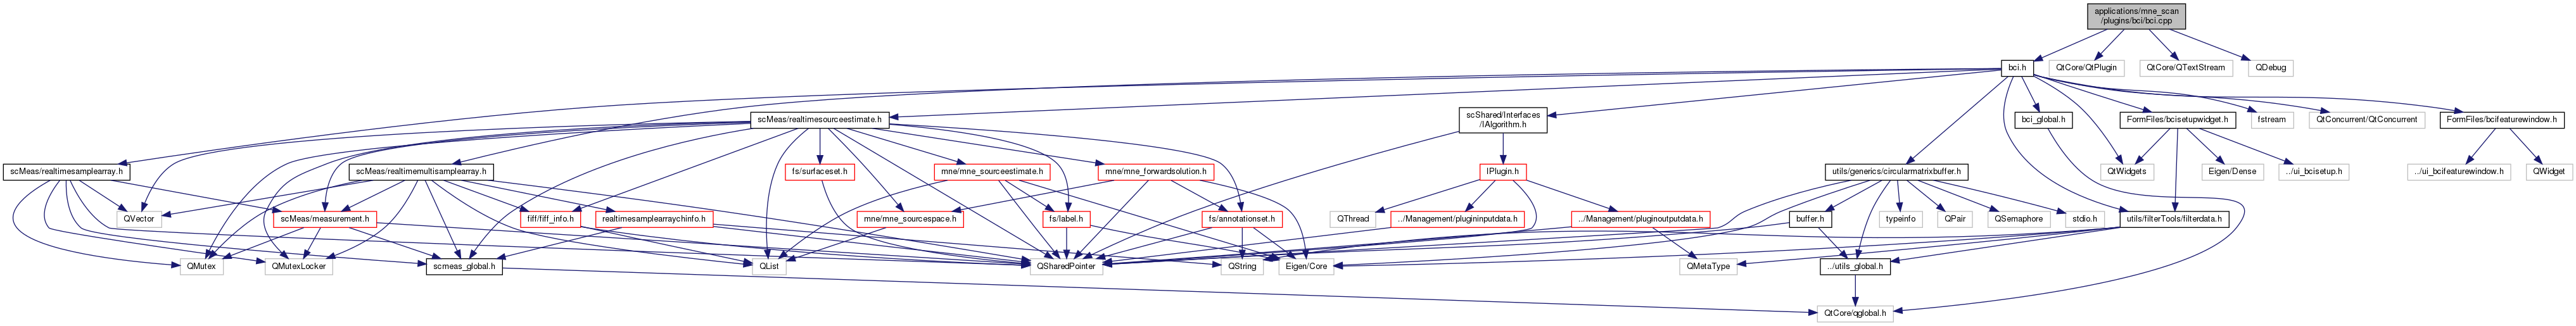 applications/mne_scan
/plugins/bci/bci.cpp
bci.h
QtCore/QtPlugin
QtCore/QTextStream
QDebug
scMeas/realtimesourceestimate.h
scShared/Interfaces
/IAlgorithm.h
bci_global.h
FormFiles/bcisetupwidget.h
fstream
QtConcurrent/QtConcurrent
FormFiles/bcifeaturewindow.h
scMeas/realtimesamplearray.h
scMeas/realtimemultisamplearray.h
fs/surfaceset.h
mne/mne_sourceestimate.h
mne/mne_forwardsolution.h
IPlugin.h
utils/generics/circularmatrixbuffer.h
QtWidgets
Eigen/Dense
../ui_bcisetup.h
../ui_bcifeaturewindow.h
QWidget
QVector
scMeas/measurement.h
fiff/fiff_info.h
realtimesamplearraychinfo.h
mne/mne_sourcespace.h
fs/label.h
fs/annotationset.h
QThread
../Management/plugininputdata.h
../Management/pluginoutputdata.h
buffer.h
typeinfo
QPair
QSemaphore
stdio.h
utils/filterTools/filterdata.h
QMutex
QMutexLocker
scmeas_global.h
QList
QSharedPointer
QString
Eigen/Core
QMetaType
../utils_global.h
QtCore/qglobal.h